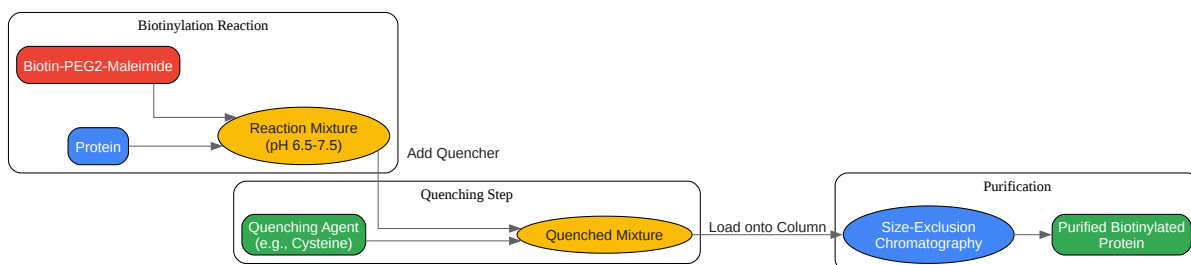 Biotinylation Reaction
Biotin-PEG2-Maleimide
Protein
Reaction Mixture
(pH 6.5-7.5)
Add Quencher
Quenching Step
Quenching Agent
(e.g., Cysteine)
Quenched Mixture
Load onto Column
Purification
Size-Exclusion
Chromatography
Purified Biotinylated
Protein